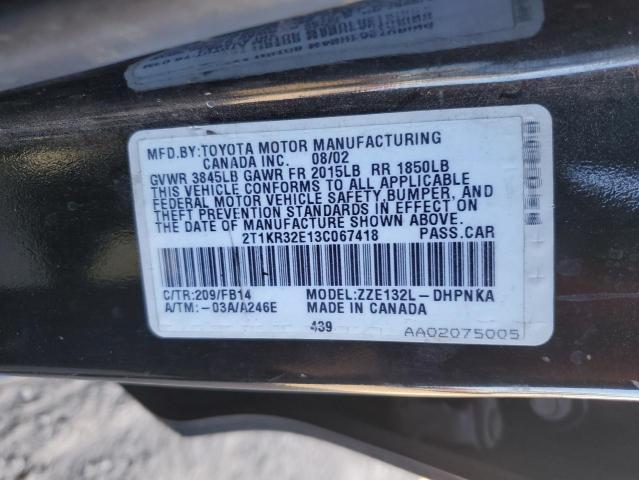 MFD.BY:TOYOTA MOTOR MANUFACTURING
CANADA INC. 08/02
GVWR 3845LB GAWR FR 2015LB RR 1850LB
THIS VEHICLE CONFORMS TO ALL APPLICABLE
FEDERAL MOTOR VEHICLE SAFETY,BUMPER, AND
THEFT PREVENTION STANDARDS IN EFFECT ON
THE DATE OF MANUFACTURE SHOWN ABOVE.
2T1KR32E13C067418 PASS.CAR
C/TR:209/FB14 MODEL:ZZE132L-DHPNKA
A/TM:-03A/A246E MADE IN CANADA
439 AA02075005